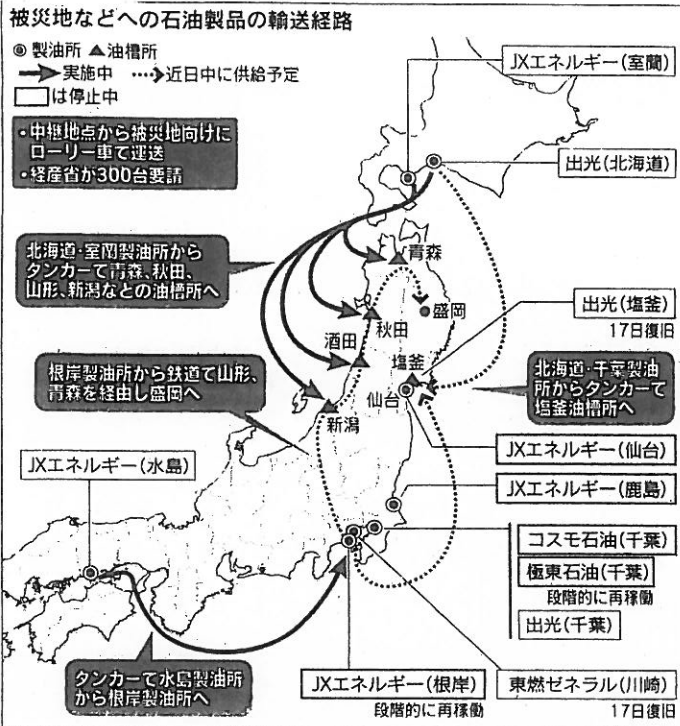 被災地などへの石油製品の輸送経路
◉ 製油所 ▲油槽所
→実施中 ····›近日中に供給予定
□は停止中
・中継地点から被災地向けに
ローリー車で運送
・経産省が300台要請
JXエネルギー(室蘭)
出光(北海道)
北海道・室蘭製油所から
タンカーで青森、秋田、
山形、新潟などの油槽所へ
青森
盛岡
秋田
酒田
出光(塩釜)
17日復旧
塩釜
仙台
根岸製油所から鉄道で山形、
青森を経由し盛岡へ
北海道・千葉製油
所からタンカーで
塩釜油槽所へ
新潟
JXエネルギー(仙台)
JXエネルギー(水島)
JXエネルギー(鹿島)
コスモ石油(千葉)
極東石油(千葉)
段階的に再稼働
出光(千葉)
タンカーで水島製油所
から根岸製油所へ
JXエネルギー(根岸)
段階的に再稼働
東燃ゼネラル(川崎)
17日復旧